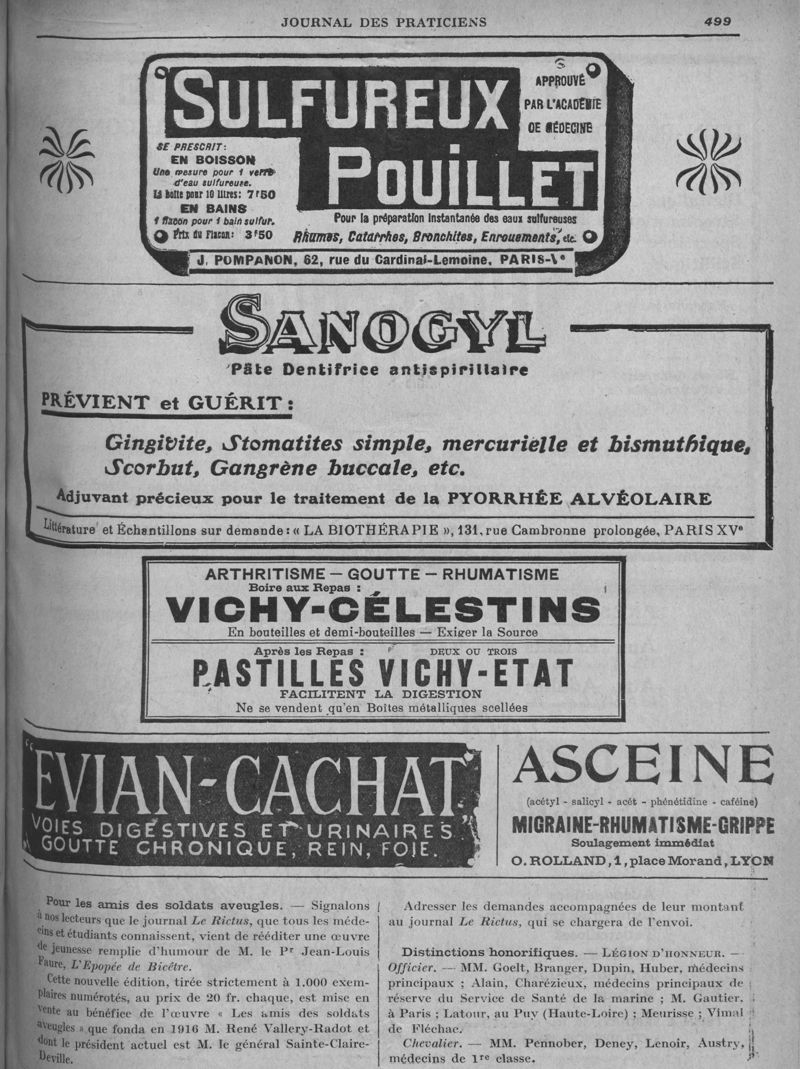 JOURNAL DES PRATICIENS 499
SULFUREUX
POUILLET
APPROUVÉ
PAR L'ACADÉMIE
DE MÉDECINE
SE PRESCRIT:
EN BOISSON
Une mesure pour 1 verre
d'eau sulfureuse.
La boîte pour 10 litres: 7f50
EN BAINS
1 flacon pour 1 bain sulfur.
Prix du Flacon: 3f50
Pour la préparation instantanée des eaux sulfureuses
Rhumes, Catarrhes, Bronchites, Enrouements, etc.
J. POMPANON, 62, rue du Cardinal-Lemoine, PARIS-Ve
SANOGYL
Pâte Dentifrice antispirillaire
PRÉVIENT et GUÉRIT :
Gingivite, Stomatites simple, mercurielle et bismuthique,
Scorbut, Gangrène buccale, etc.
Adjuvant précieux pour le traitement de la PYORRHÉE ALVÉOLAIRE
Littérature et Échantillons sur demande : « LA BIOTHÉRAPIE », 131, rue Cambronne prolongée, PARIS XVe
ARTHRITISME — GOUTTE — RHUMATISME
Boire aux Repas :
VICHY-CÉLESTINS
En bouteilles et demi-bouteilles — Exiger la Source
Après les Repas : DEUX OU TROIS
PASTILLES VICHY-ETAT
FACILITENT LA DIGESTION
Ne se vendent qu'en Boîtes métalliques scellées
"EVIAN-CACHAT"
VOIES DIGESTIVES ET URINAIRES
GOUTTE CHRONIQUE, REIN, FOIE.
ASCEINE
(acétyl - salicyl - acét - phénétidine - caféine)
MIGRAINE-RHUMATISME-GRIPPE
Soulagement immédiat
O. ROLLAND, 1, place Morand, LYON
Pour les amis des soldats aveugles. — Signalons
à nos lecteurs que le journal Le Rictus, que tous les méde-
cins et étudiants connaissent, vient de rééditer une œuvre
de jeunesse remplie d'humour de M. le Pr Jean-Louis
Faure, L'Epopée de Bicêtre.
Cette nouvelle édition, tirée strictement à 1.000 exem-
plaires numérotés, au prix de 20 fr. chaque, est mise en
vente au bénéfice de l'œuvre « Les amis des soldats
aveugles » que fonda en 1916 M. René Vallery-Radot et
dont le président actuel est M. le général Sainte-Claire-
Deville.
Adresser les demandes accompagnées de leur montant
au journal Le Rictus, qui se chargera de l'envoi.
Distinctions honorifiques. — LÉGION D'HONNEUR. —
Officier. — MM. Goelt, Branger, Dupin, Huber, médecins
principaux ; Alain, Charézieux, médecins principaux de
réserve du Service de Santé de la marine ; M. Gautier,
à Paris ; Latour, au Puy (Haute-Loire) ; Meurisse ; Vimal
de Fléchac.
Chevalier. — MM. Pennober, Deney, Lenoir, Austry,
médecins de 1re classe.